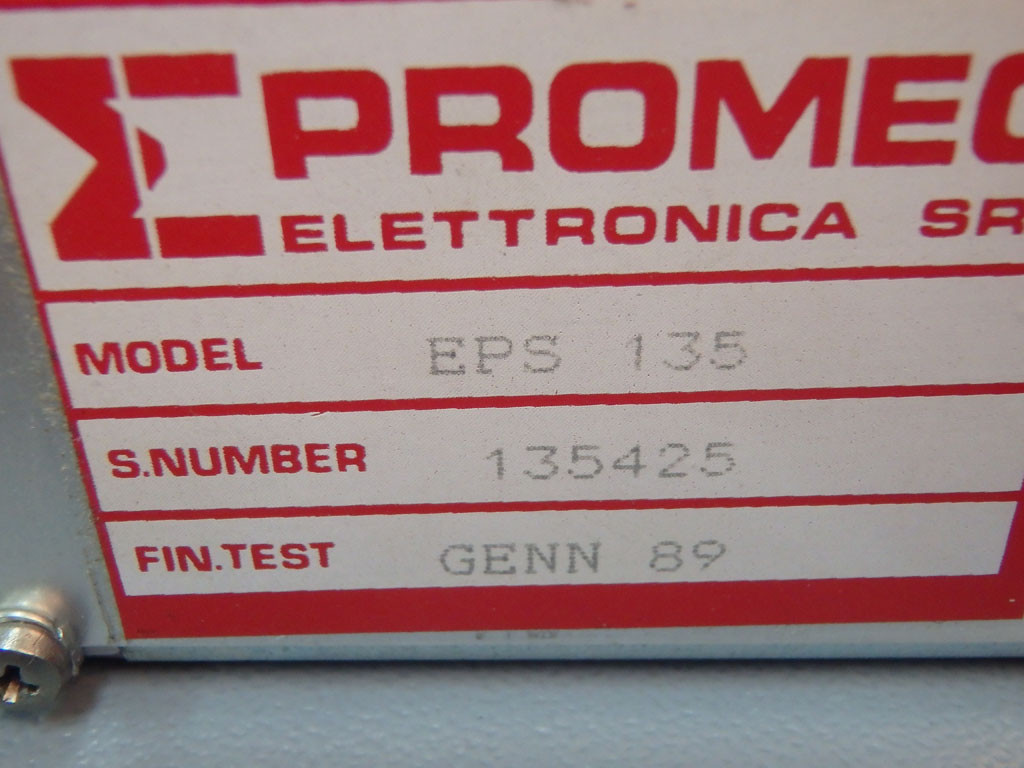 PROMEC
ELETTRONICA SR
MODEL EPS 135
S.NUMBER 135425
FIN.TEST GENN 89